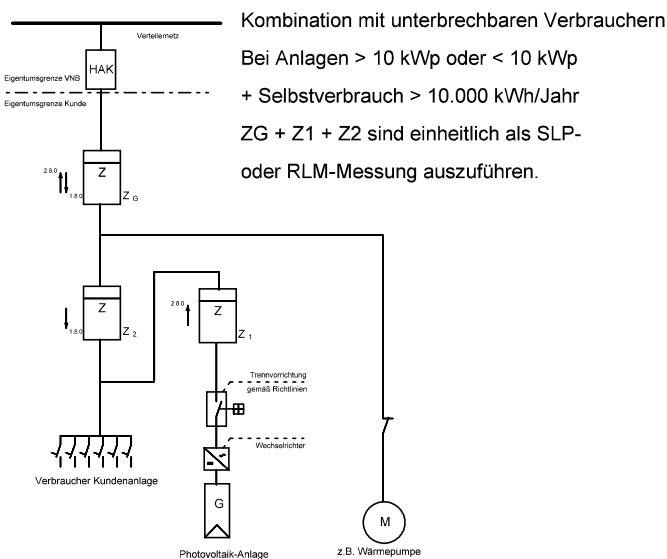 Kombination mit unterbrechbaren Verbrauchern
Bei Anlagen > 10 kWp oder < 10 kWp
+ Selbstverbrauch > 10.000 kWh/Jahr
ZG + Z1 + Z2 sind einheitlich als SLP-
oder RLM-Messung auszuführen.
Verteilernetz
HAK
Eigentumsgrenze VNB
Eigentumsgrenze Kunde
2.8.0
1.8.0
Z
Z G
Z
1.8.0
Z 2
2.8.0
Z
Z 1
Trennvorrichtung
gemäß Richtlinien
Wechselrichter
Verbraucher Kundenanlage
G
Photovoltaik-Anlage
M
z.B. Wärmepumpe